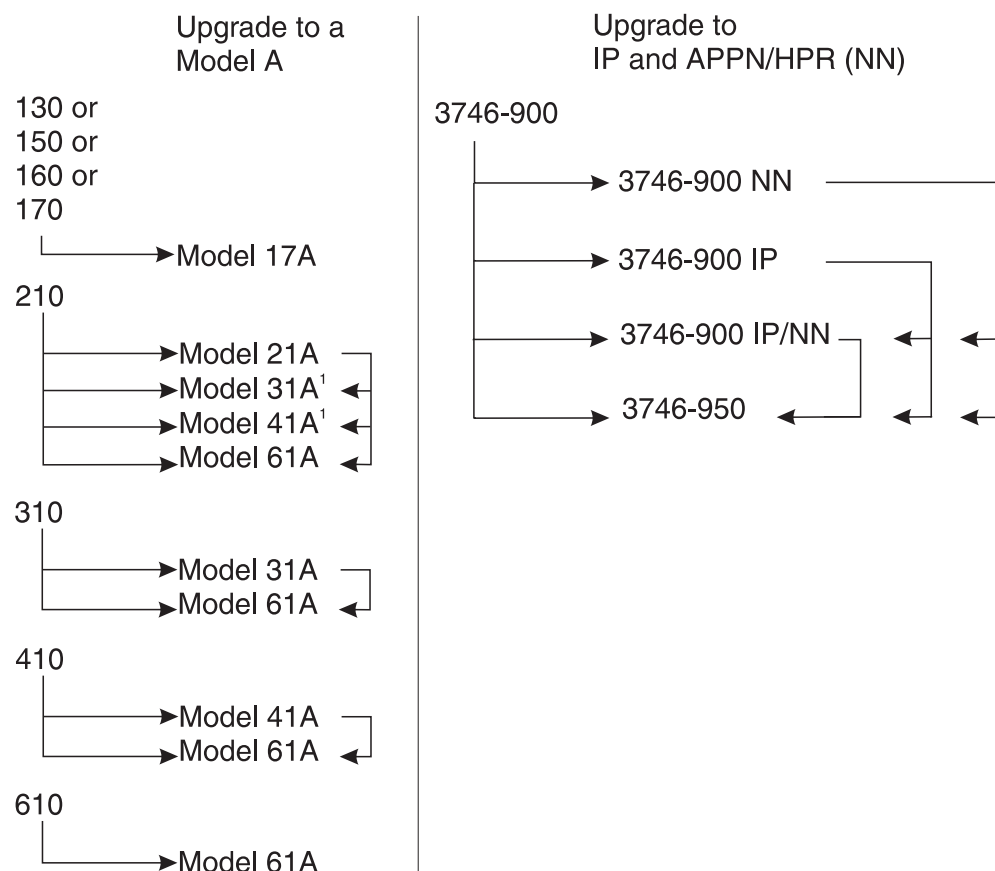 Upgrade to a
Model A
130 or
150 or
160 or
170
Model 17A
210
Model 21A
Model 31A¹
Model 41A¹
Model 61A
310
Model 31A
Model 61A
410
Model 41A
Model 61A
610
Model 61A
Upgrade to
IP and APPN/HPR (NN)
3746-900
3746-900 NN
3746-900 IP
3746-900 IP/NN
3746-950